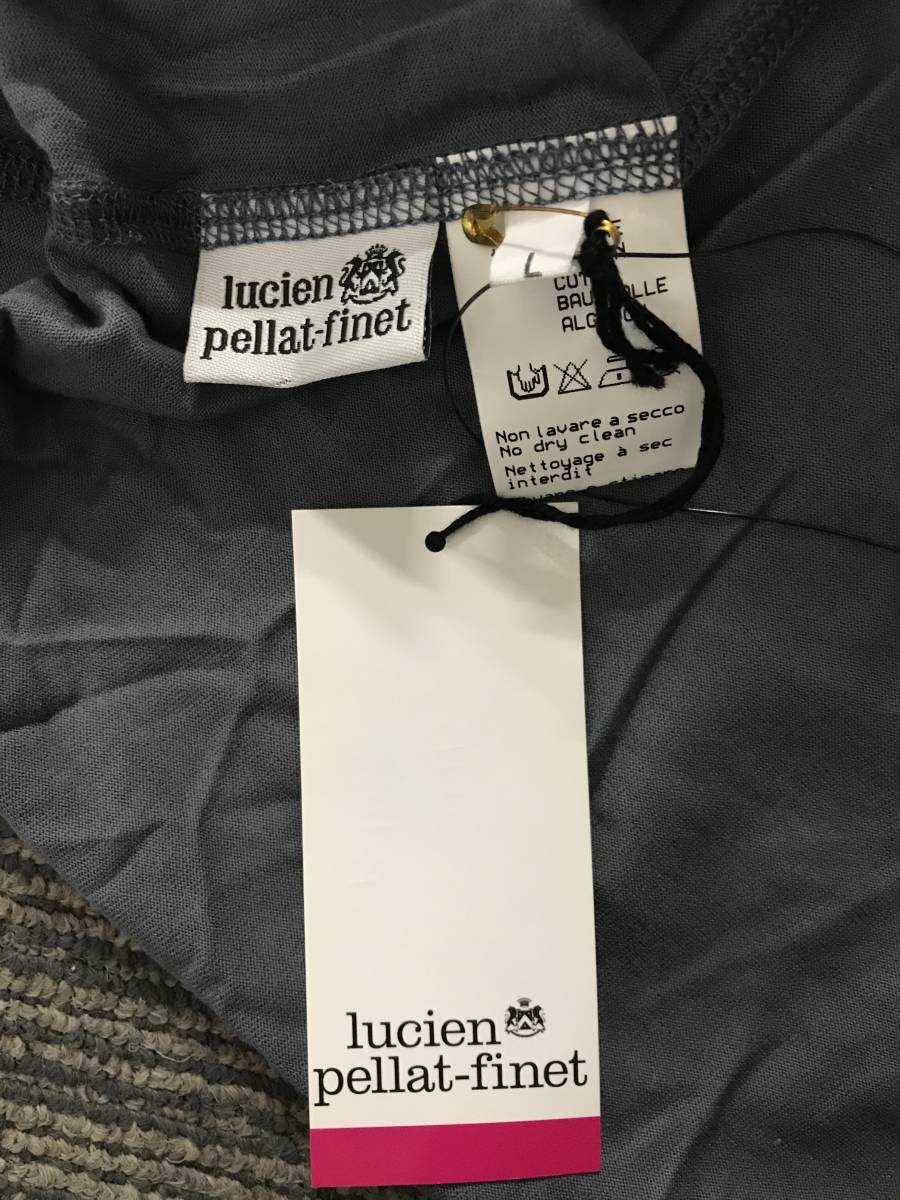 lucien
pellat-finet
L
Non lavare a secco
No dry clean
Nettoyage à sec
interdit
lucien
pellat-finet